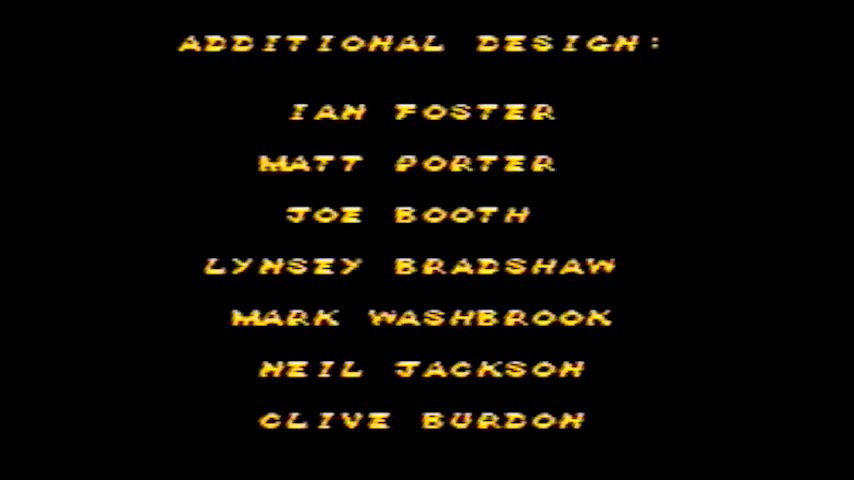 ADDITIONAL DESIGN:
IAN FOSTER
MATT PORTER
JOE BOOTH
LYNSEY BRADSHAW
MARK WASHBROOK
NEIL JACKSON
CLIVE BURDON